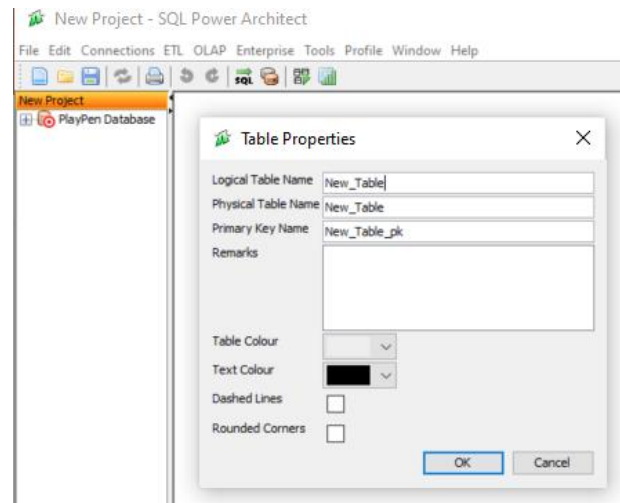 New Project - SQL Power Architect
File Edit Connections ETL OLAP Enterprise Tools Profile Window Help
SQL
New Project
PlayPen Database
Table Properties
Logical Table Name New_Table
Physical Table Name New_Table
Primary Key Name New_Table_pk
Remarks
Table Colour
Text Colour
Dashed Lines
Rounded Corners
OK Cancel